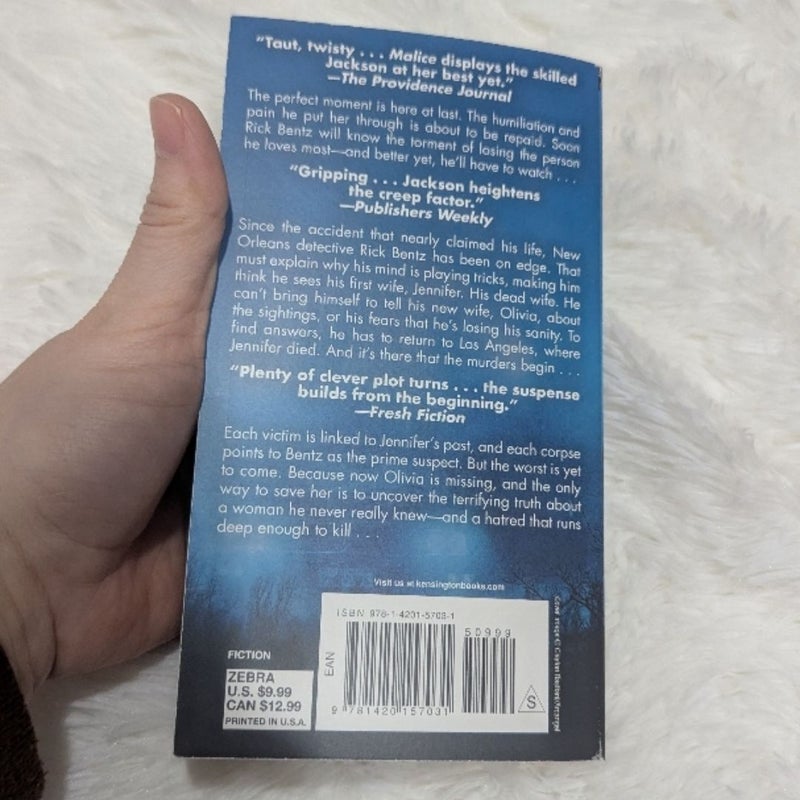 "Taut, twisty . . . Malice displays the skilled
Jackson at her best yet."
—The Providence Journal
The perfect moment is here at last. The humiliation and
pain he put her through is about to be repaid. Soon
Rick Bentz will know the torment of losing the person
he loves most—and better yet, he'll have to watch . . .
"Gripping . . . Jackson heightens
the creep factor."
—Publishers Weekly
Since the accident that nearly claimed his life, New
Orleans detective Rick Bentz has been on edge. That
must explain why his mind is playing tricks, making him
think he sees his first wife, Jennifer. His dead wife. He
can't bring himself to tell his new wife, Olivia, about
the sightings, or his fears that he's losing his sanity. To
find answers, he has to return to Los Angeles, where
Jennifer died. And it's there that the murders begin . . .
"Plenty of clever plot turns . . . the suspense
builds from the beginning."
—Fresh Fiction
Each victim is linked to Jennifer's past, and each corpse
points to Bentz as the prime suspect. But the worst is yet
to come. Because now Olivia is missing, and the only
way to save her is to uncover the terrifying truth about
a woman he never really knew—and a hatred that runs
deep enough to kill . . .
Visit us at kensingtonbooks.com
FICTION
ZEBRA
U.S. $9.99
CAN $12.99
PRINTED IN U.S.A.
EAN
ISBN 978-1-4201-5703-1
50999
9 781420 157031
S
Cover image ©